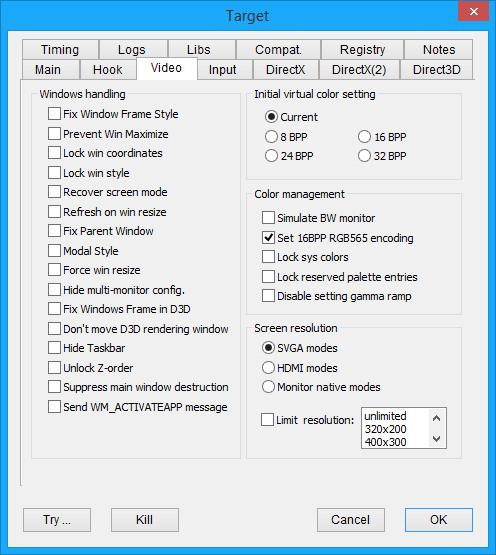 Target
Timing Logs Libs Compat. Registry Notes
Main Hook Video Input DirectX DirectX(2) Direct3D
Windows handling
Fix Window Frame Style
Prevent Win Maximize
Lock win coordinates
Lock win style
Recover screen mode
Refresh on win resize
Fix Parent Window
Modal Style
Force win resize
Hide multi-monitor config.
Fix Windows Frame in D3D
Don't move D3D rendering window
Hide Taskbar
Unlock Z-order
Suppress main window destruction
Send WM_ACTIVATEAPP message
Initial virtual color setting
Current
8 BPP 16 BPP
24 BPP 32 BPP
Color management
Simulate BW monitor
Set 16BPP RGB565 encoding
Lock sys colors
Lock reserved palette entries
Disable setting gamma ramp
Screen resolution
SVGA modes
HDMI modes
Monitor native modes
Limit resolution:
unlimited
320x200
400x300
Try ... Kill Cancel OK